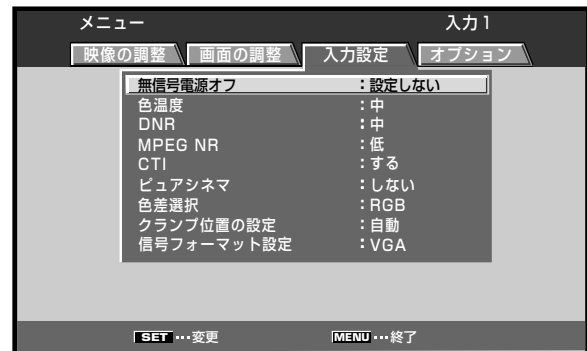 メニュー 入力1
映像の調整 画面の調整 入力設定 オプション
無信号電源オフ :設定しない
色温度 :中
DNR :中
MPEG NR :低
CTI :する
ピュアシネマ :しない
色差選択 :RGB
クランプ位置の設定 :自動
信号フォーマット設定 :VGA
SET…変更 MENU…終了